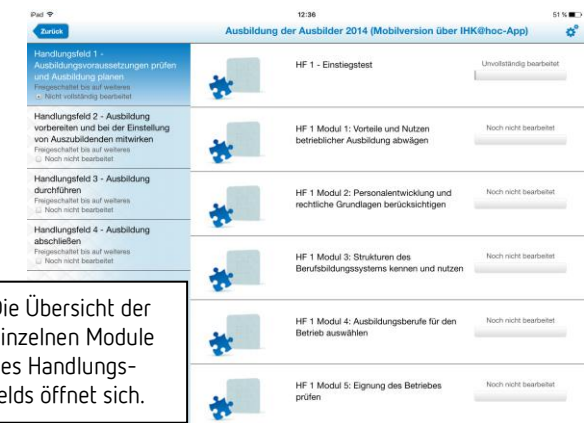 iPad 12:36 51 %
Zurück
Ausbildung der Ausbilder 2014 (Mobilversion über IHK@hoc-App)
Handlungsfeld 1 -
Ausbildungsvoraussetzungen prüfen
und Ausbildung planen
Freigeschaltet bis auf weiteres
Nicht vollständig bearbeitet
Handlungsfeld 2 - Ausbildung
vorbereiten und bei der Einstellung
von Auszubildenden mitwirken
Freigeschaltet bis auf weiteres
Noch nicht bearbeitet
Handlungsfeld 3 - Ausbildung
durchführen
Freigeschaltet bis auf weiteres
Noch nicht bearbeitet
Handlungsfeld 4 - Ausbildung
abschließen
Freigeschaltet bis auf weiteres
Noch nicht bearbeitet
HF 1 - Einstiegstest
Unvollständig bearbeitet
HF 1 Modul 1: Vorteile und Nutzen
betrieblicher Ausbildung abwägen
Noch nicht bearbeitet
HF 1 Modul 2: Personalentwicklung und
rechtliche Grundlagen berücksichtigen
Noch nicht bearbeitet
HF 1 Modul 3: Strukturen des
Berufsbildungssystems kennen und nutzen
Noch nicht bearbeitet
HF 1 Modul 4: Ausbildungsberufe für den
Betrieb auswählen
Noch nicht bearbeitet
HF 1 Modul 5: Eignung des Betriebes
prüfen
Noch nicht bearbeitet
Die Übersicht der
inzelnen Module
es Handlungs-
elds öffnet sich.